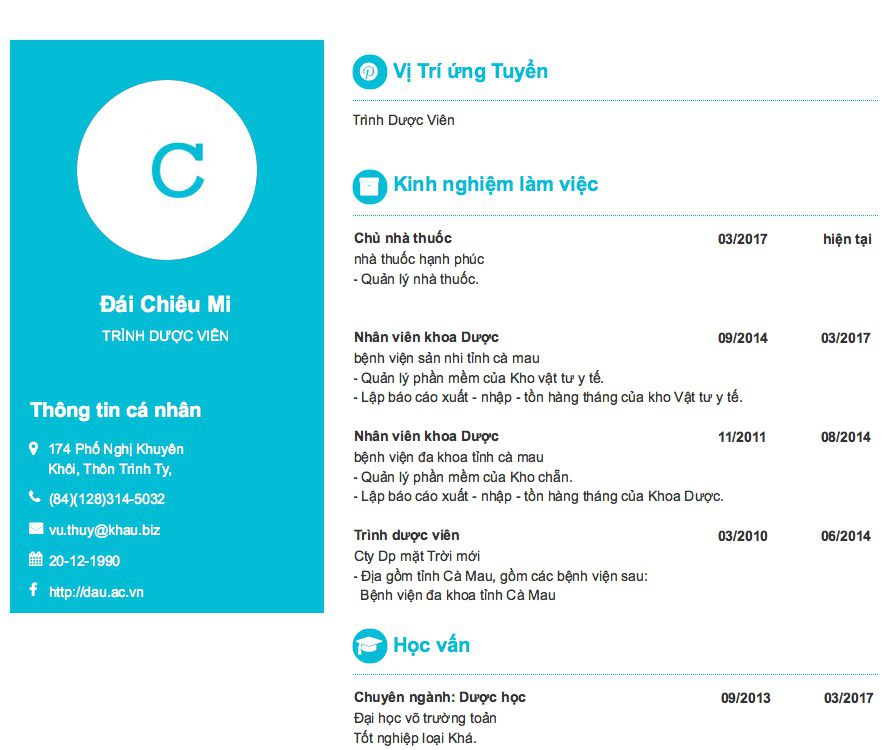 C
Đái Chiêu Mi
TRÌNH DƯỢC VIÊN
Thông tin cá nhân
174 Phố Nghị Khuyên
Khôi, Thôn Trình Ty,
(84)(128)314-5032
vu.thuy@khau.biz
20-12-1990
http://dau.ac.vn
Vị Trí ứng Tuyển
Trình Dược Viên
Kinh nghiệm làm việc
Chủ nhà thuốc 03/2017 hiện tại
nhà thuốc hạnh phúc
- Quản lý nhà thuốc.
Nhân viên khoa Dược 09/2014 03/2017
bệnh viện sản nhi tỉnh cà mau
- Quản lý phần mềm của Kho vật tư y tế.
- Lập báo cáo xuất - nhập - tồn hàng tháng của kho Vật tư y tế.
Nhân viên khoa Dược 11/2011 08/2014
bệnh viện đa khoa tỉnh cà mau
- Quản lý phần mềm của Kho chẵn.
- Lập báo cáo xuất - nhập - tồn hàng tháng của Khoa Dược.
Trình dược viên 03/2010 06/2014
Cty Dp mặt Trời mới
- Địa gồm tỉnh Cà Mau, gồm các bệnh viện sau:
Bệnh viện đa khoa tỉnh Cà Mau
Học vấn
Chuyên ngành: Dược học 09/2013 03/2017
Đại học võ trường toản
Tốt nghiệp loại Khá.